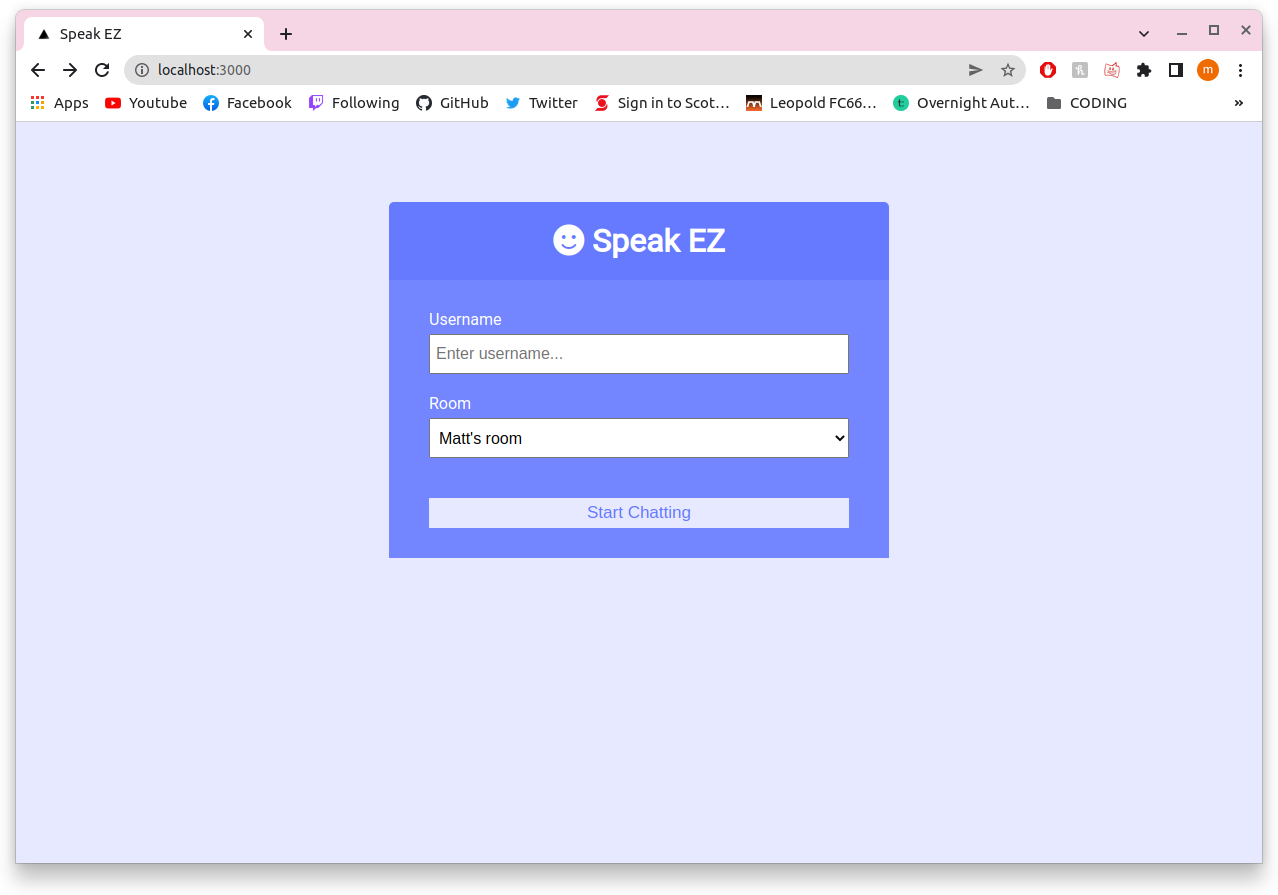 Speak EZ
localhost:3000
m
Apps Youtube Facebook Following GitHub Twitter Sign in to Scot... Leopold FC66... Overnight Aut... CODING »
Speak EZ
Username
Enter username...
Room
Matt's room
Start Chatting